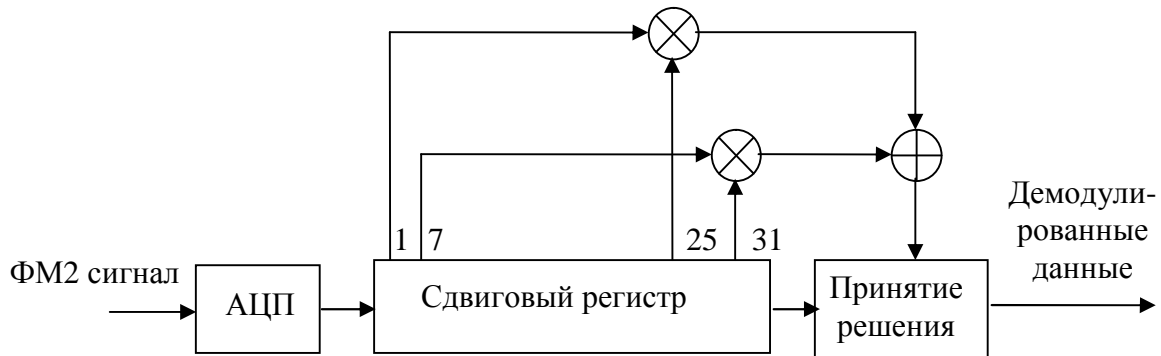 1 7 25 31
ФМ2 сигнал
АЦП
Сдвиговый регистр
Принятие
решения
Демодули-
рованные
данные